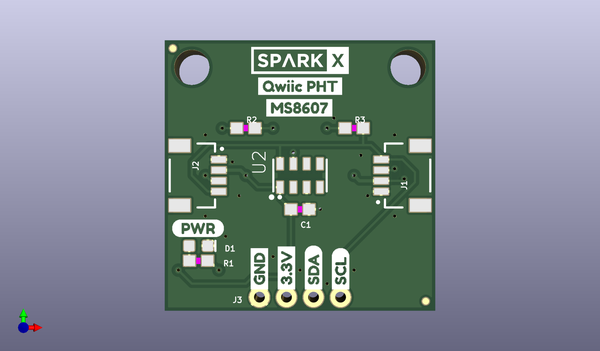 SPARK X
Qwiic PHT
MS8607
R2
R3
U2
J2
J1
C1
PWR
D1
R1
GND
3.3V
SDA
SCL
J3